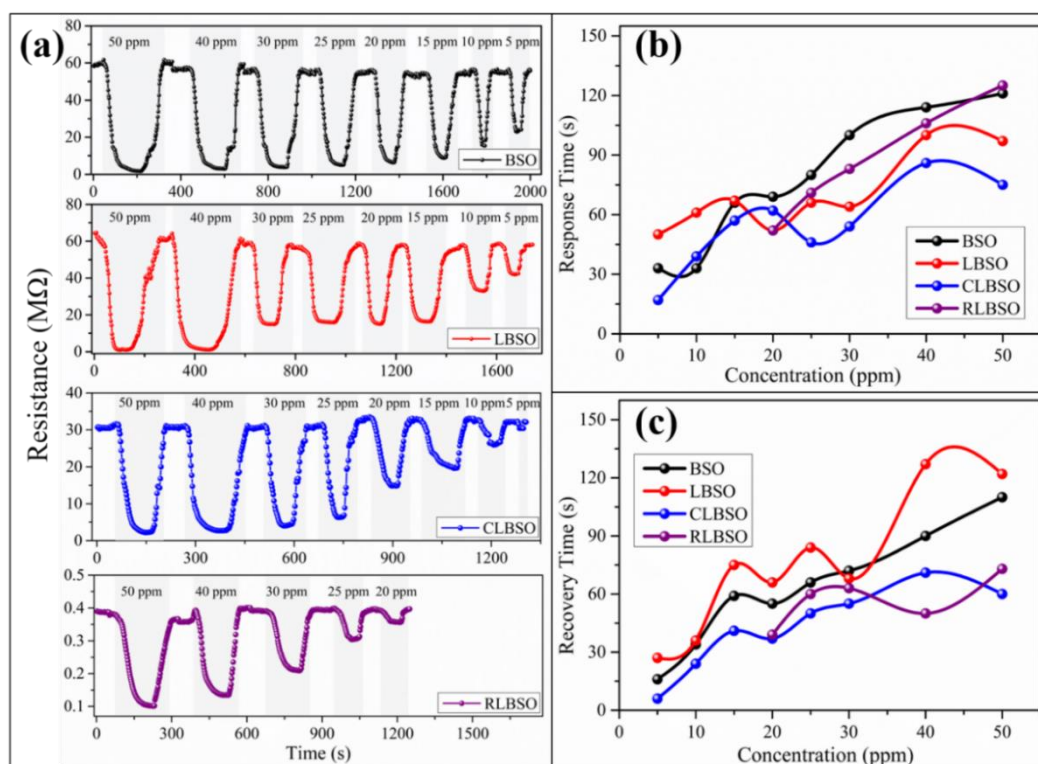 (a)
Resistance (MΩ)
80
60
40
20
0
50 ppm 40 ppm 30 ppm 25 ppm 20 ppm 15 ppm 10 ppm 5 ppm
BSO
0 400 800 1200 1600 2000
80
60
40
20
0
50 ppm 40 ppm 30 ppm 25 ppm 20 ppm 15 ppm 10 ppm 5 ppm
LBSO
0 400 800 1200 1600
40
30
20
10
0
50 ppm 40 ppm 30 ppm 25 ppm 20 ppm 15 ppm 10 ppm 5 ppm
CLBSO
0 300 600 900 1200
0.5
0.4
0.3
0.2
0.1
50 ppm 40 ppm 30 ppm 25 ppm 20 ppm
RLBSO
0 300 600 900 1200 1500
Time (s)
(b)
Response Time (s)
150
120
90
60
30
0
BSO
LBSO
CLBSO
RLBSO
0 10 20 30 40 50
Concentration (ppm)
(c)
Recovery Time (s)
150
120
90
60
30
0
BSO
LBSO
CLBSO
RLBSO
0 10 20 30 40 50
Concentration (ppm)